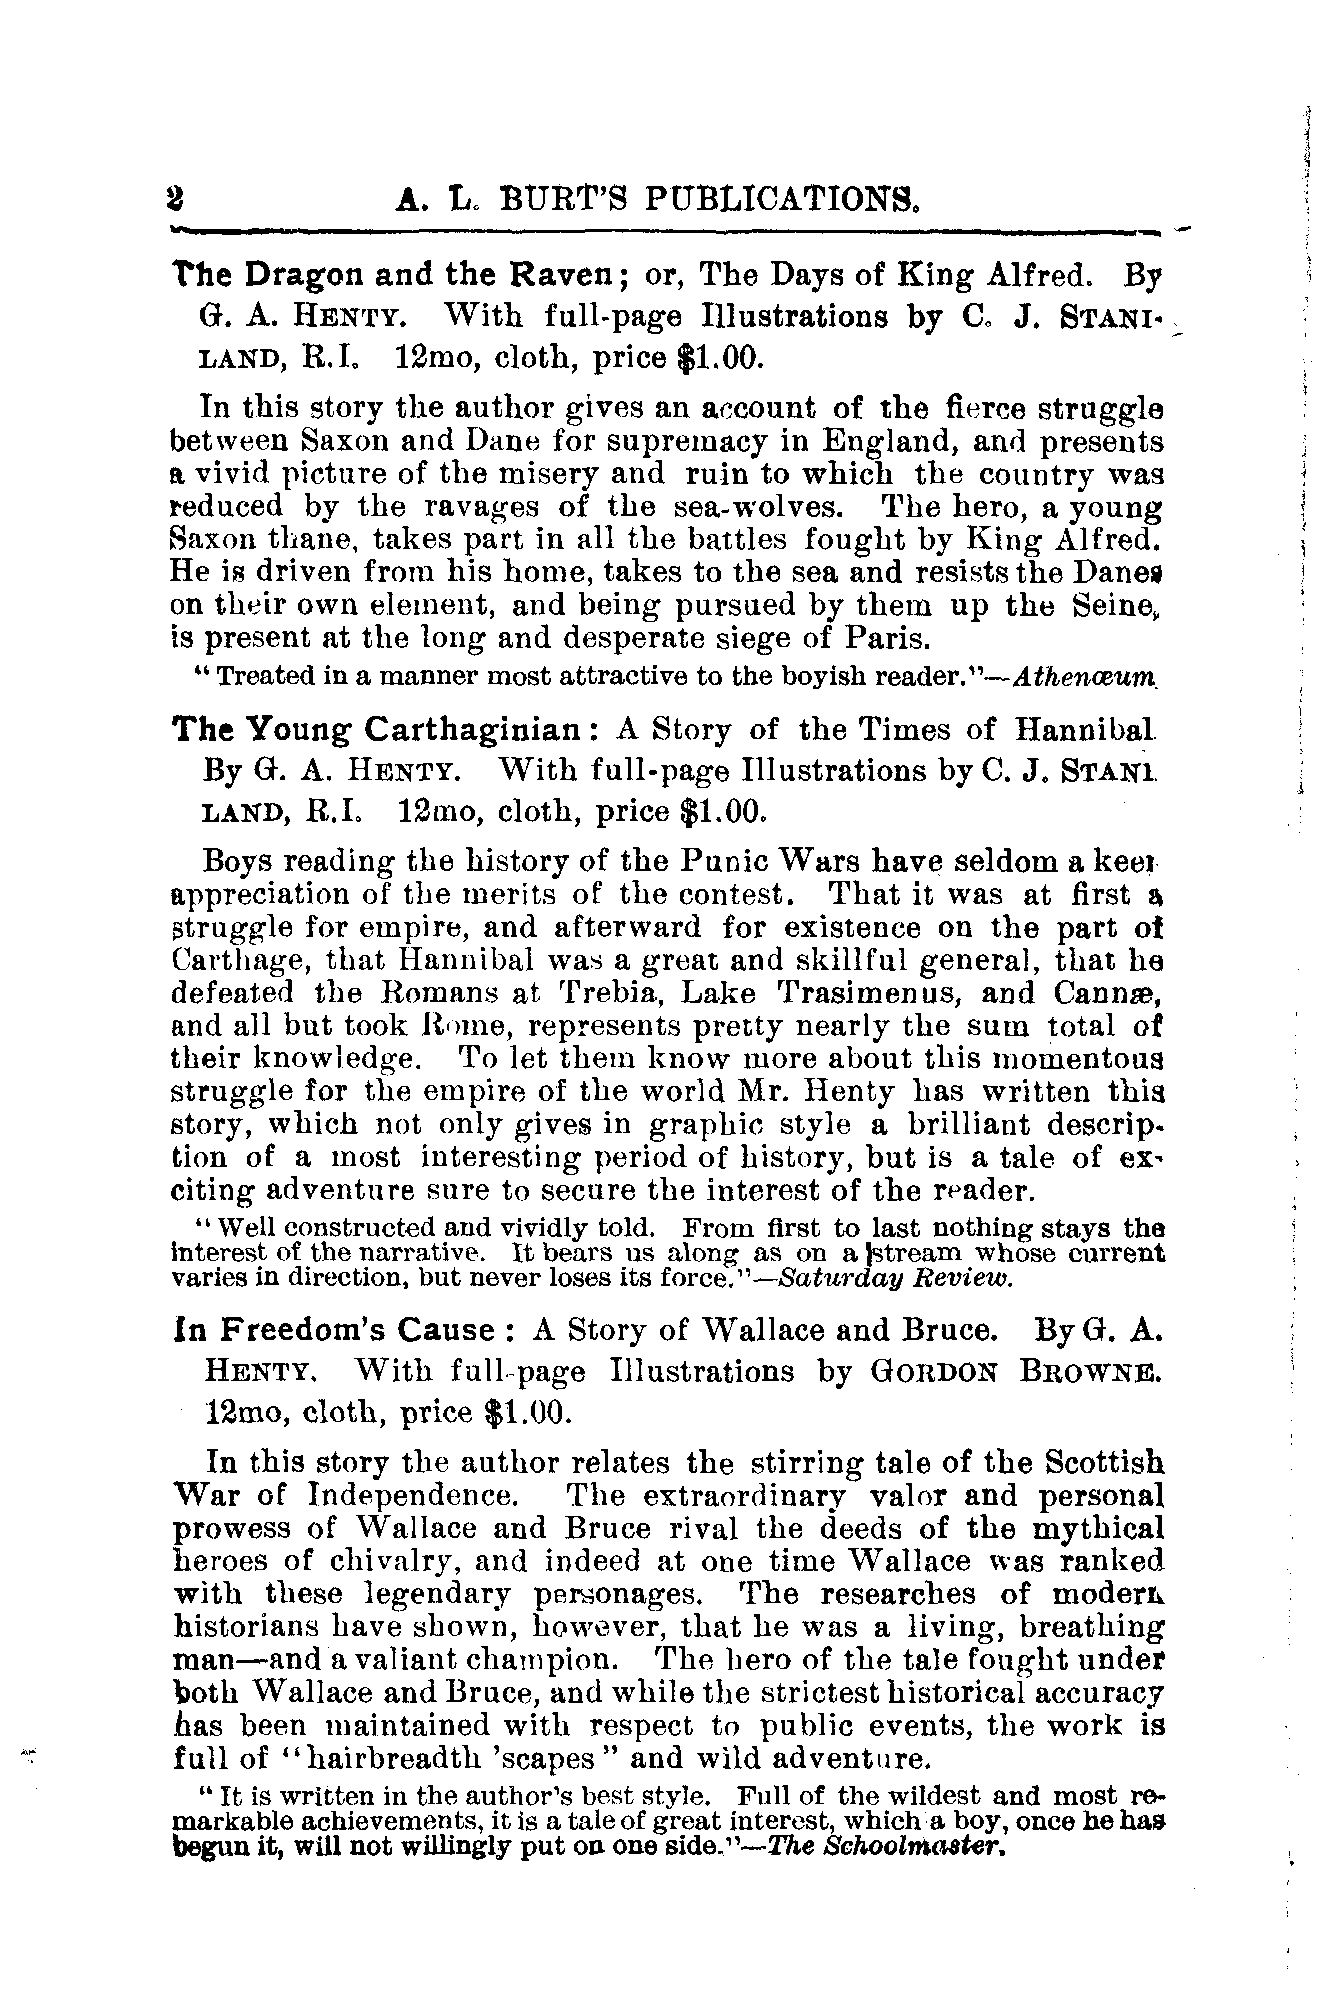 2 A. L. BURT'S PUBLICATIONS.
The Dragon and the Raven; or, The Days of King Alfred. By
G. A. HENTY. With full-page Illustrations by C. J. STANI-
LAND, R.I. 12mo, cloth, price $1.00.
In this story the author gives an account of the fierce struggle
between Saxon and Dane for supremacy in England, and presents
a vivid picture of the misery and ruin to which the country was
reduced by the ravages of the sea-wolves. The hero, a young
Saxon thane, takes part in all the battles fought by King Alfred.
He is driven from his home, takes to the sea and resists the Danes
on their own element, and being pursued by them up the Seine,
is present at the long and desperate siege of Paris.
"Treated in a manner most attractive to the boyish reader."—Athenœum.
The Young Carthaginian: A Story of the Times of Hannibal.
By G. A. HENTY. With full-page Illustrations by C. J. STANI
LAND, R.I. 12mo, cloth, price $1.00.
Boys reading the history of the Punic Wars have seldom a keen
appreciation of the merits of the contest. That it was at first a
struggle for empire, and afterward for existence on the part of
Carthage, that Hannibal was a great and skillful general, that he
defeated the Romans at Trebia, Lake Trasimenus, and Cannæ,
and all but took Rome, represents pretty nearly the sum total of
their knowledge. To let them know more about this momentous
struggle for the empire of the world Mr. Henty has written this
story, which not only gives in graphic style a brilliant descrip-
tion of a most interesting period of history, but is a tale of ex-
citing adventure sure to secure the interest of the reader.
"Well constructed and vividly told. From first to last nothing stays the
interest of the narrative. It bears us along as on a stream whose current
varies in direction, but never loses its force."—Saturday Review.
In Freedom's Cause: A Story of Wallace and Bruce. By G. A.
HENTY. With full-page Illustrations by GORDON BROWNE.
12mo, cloth, price $1.00.
In this story the author relates the stirring tale of the Scottish
War of Independence. The extraordinary valor and personal
prowess of Wallace and Bruce rival the deeds of the mythical
heroes of chivalry, and indeed at one time Wallace was ranked
with these legendary personages. The researches of modern
historians have shown, however, that he was a living, breathing
man—and a valiant champion. The hero of the tale fought under
both Wallace and Bruce, and while the strictest historical accuracy
has been maintained with respect to public events, the work is
full of "hairbreadth 'scapes" and wild adventure.
"It is written in the author's best style. Full of the wildest and most re-
markable achievements, it is a tale of great interest, which a boy, once he has
begun it, will not willingly put on one side."—The Schoolmaster.